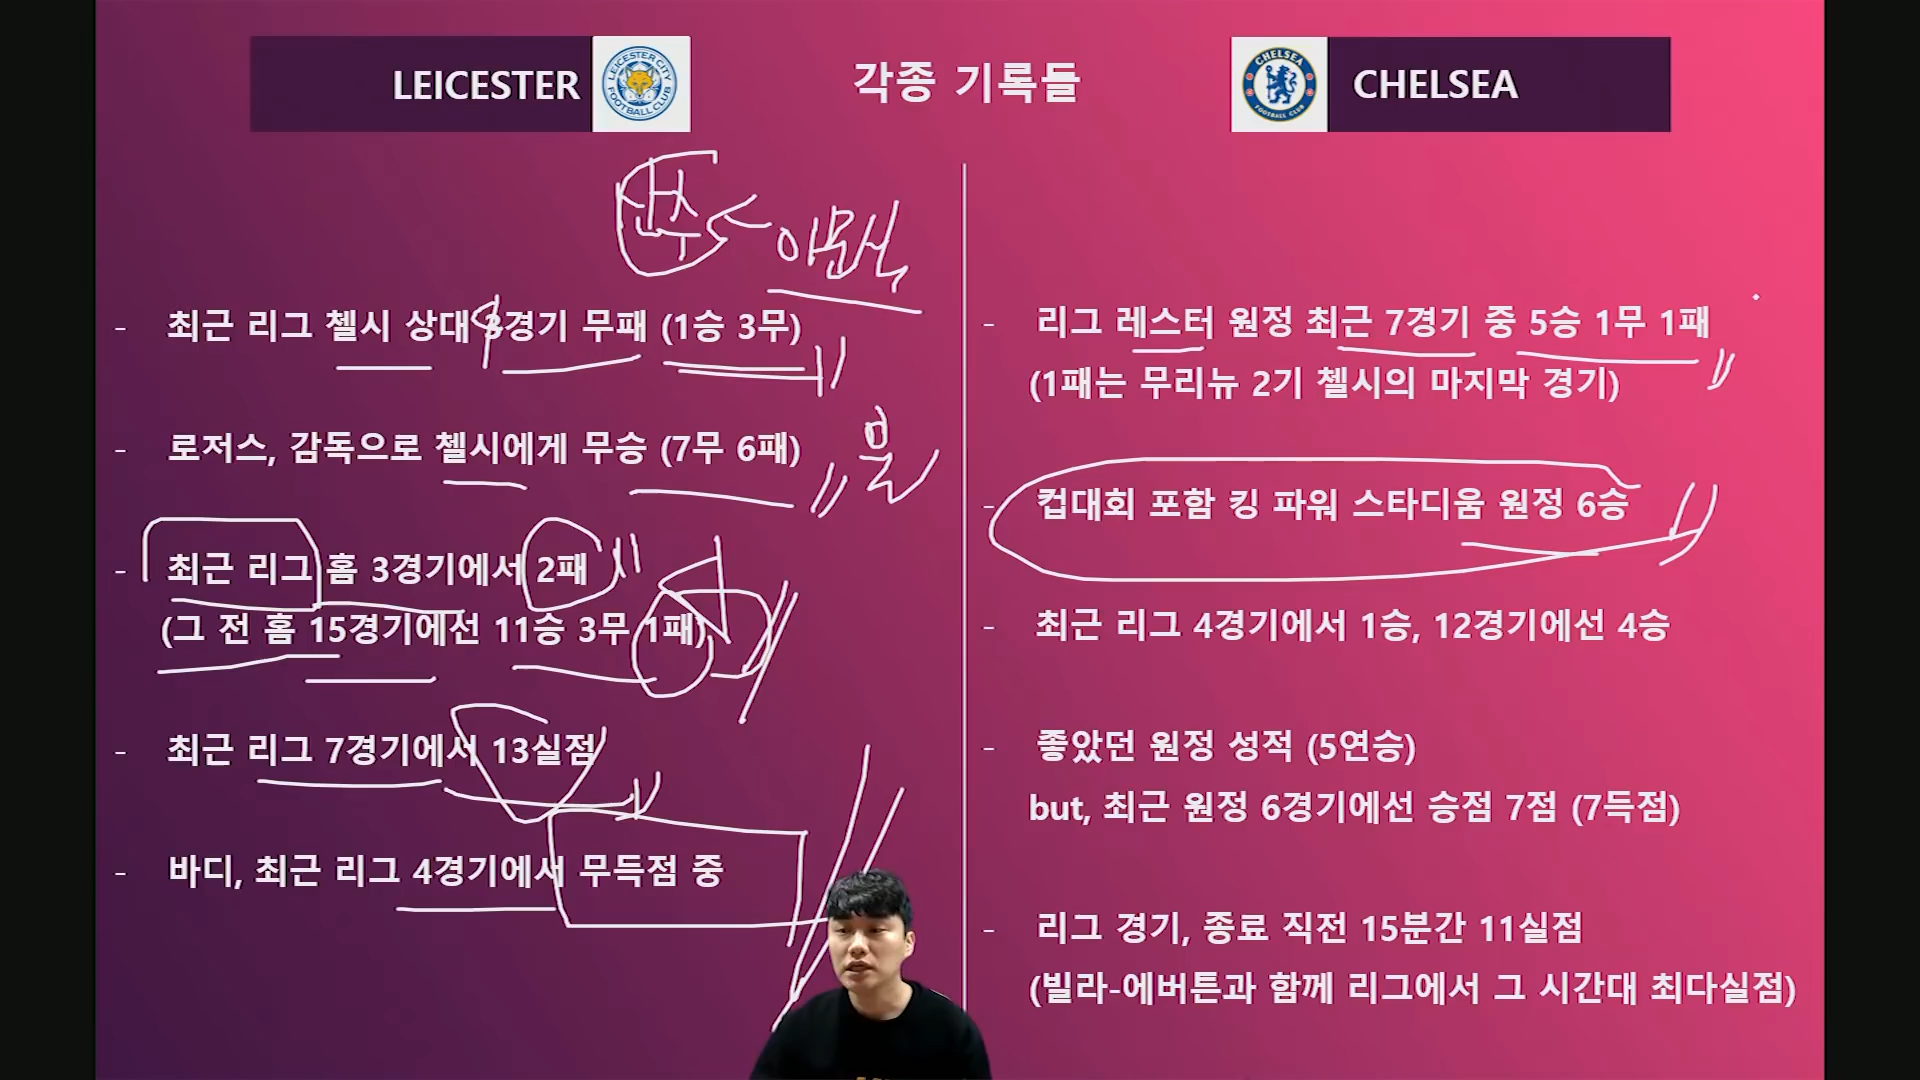 LEICESTER
각종 기록들
CHELSEA
- 최근 리그 첼시 상대 경기 무패 (1승 3무)
- 로저스, 감독으로 첼시에게 무승 (7무 6패)
- 최근 리그 홈 3경기에서 2패
(그 전 홈 15경기에선 11승 3무 1패)
- 최근 리그 7경기에서 13실점
- 바디, 최근 리그 4경기에서 무득점 중
- 리그 레스터 원정 최근 7경기 중 5승 1무 1패
(1패는 무리뉴 2기 첼시의 마지막 경기)
- 컵대회 포함 킹 파워 스타디움 원정 6승
- 최근 리그 4경기에서 1승, 12경기에선 4승
- 좋았던 원정 성적 (5연승)
but, 최근 원정 6경기에선 승점 7점 (7득점)
- 리그 경기, 종료 직전 15분간 11실점
(빌라-에버튼과 함께 리그에서 그 시간대 최다실점)